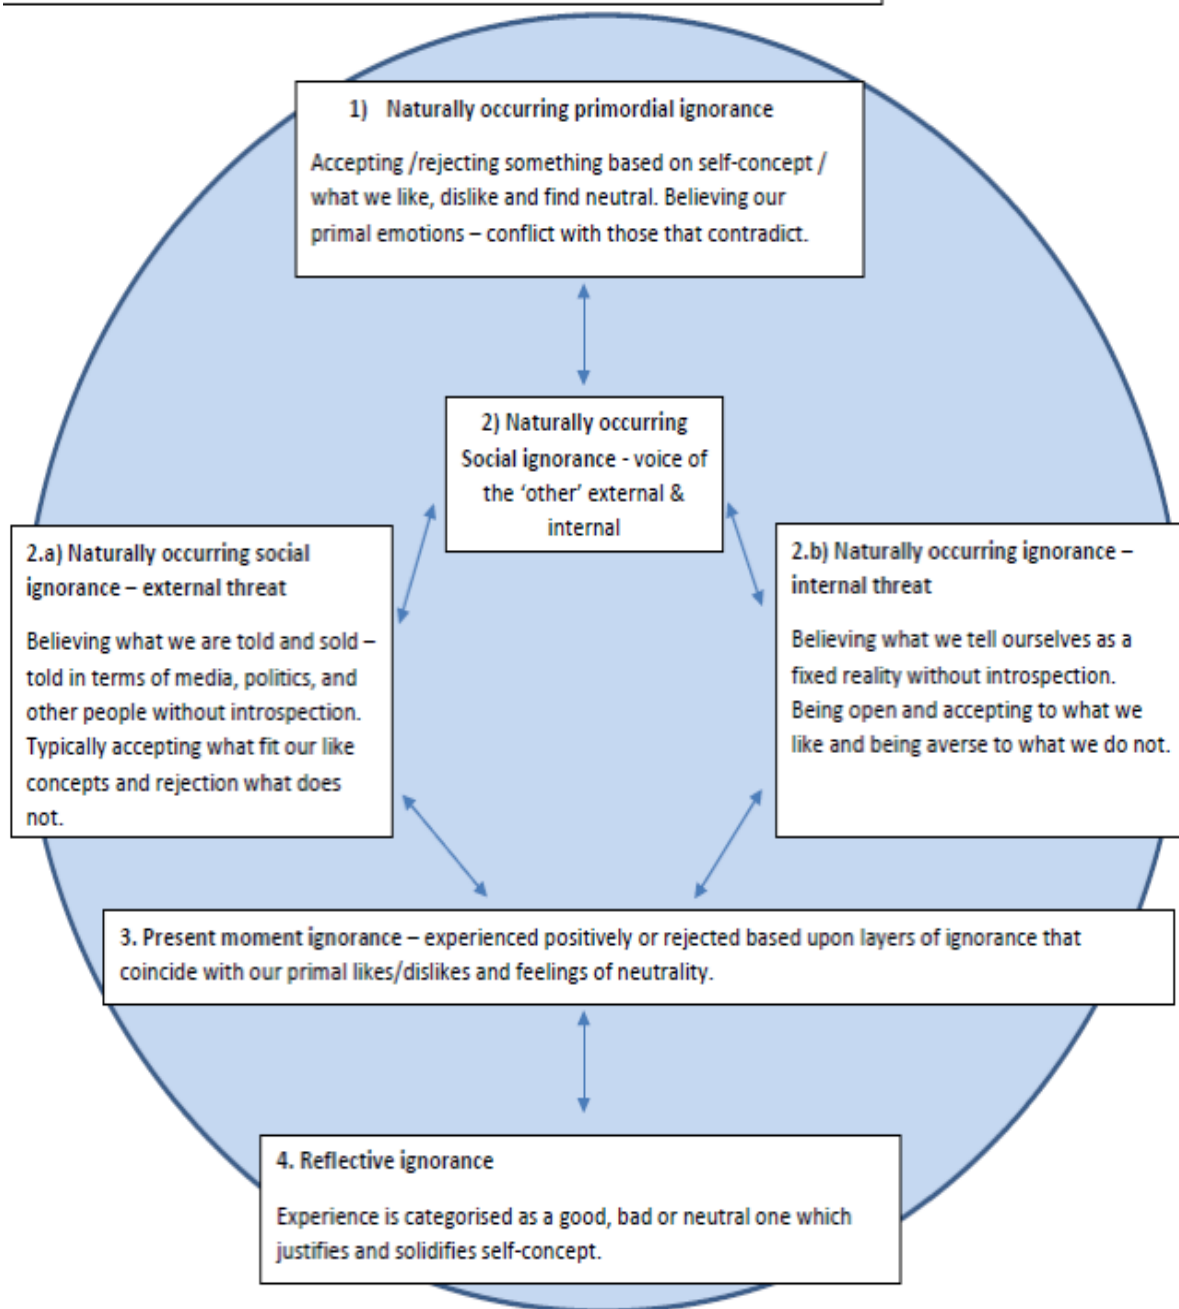 1) Naturally occurring primordial ignorance
Accepting /rejecting something based on self-concept /
what we like, dislike and find neutral. Believing our
primal emotions – conflict with those that contradict.
2) Naturally occurring
Social ignorance - voice of
the ‘other’ external &
internal
2.a) Naturally occurring social
ignorance – external threat
Believing what we are told and sold –
told in terms of media, politics, and
other people without introspection.
Typically accepting what fit our like
concepts and rejection what does
not.
2.b) Naturally occurring ignorance –
internal threat
Believing what we tell ourselves as a
fixed reality without introspection.
Being open and accepting to what we
like and being averse to what we do not.
3. Present moment ignorance – experienced positively or rejected based upon layers of ignorance that
coincide with our primal likes/dislikes and feelings of neutrality.
4. Reflective ignorance
Experience is categorised as a good, bad or neutral one which
justifies and solidifies self-concept.